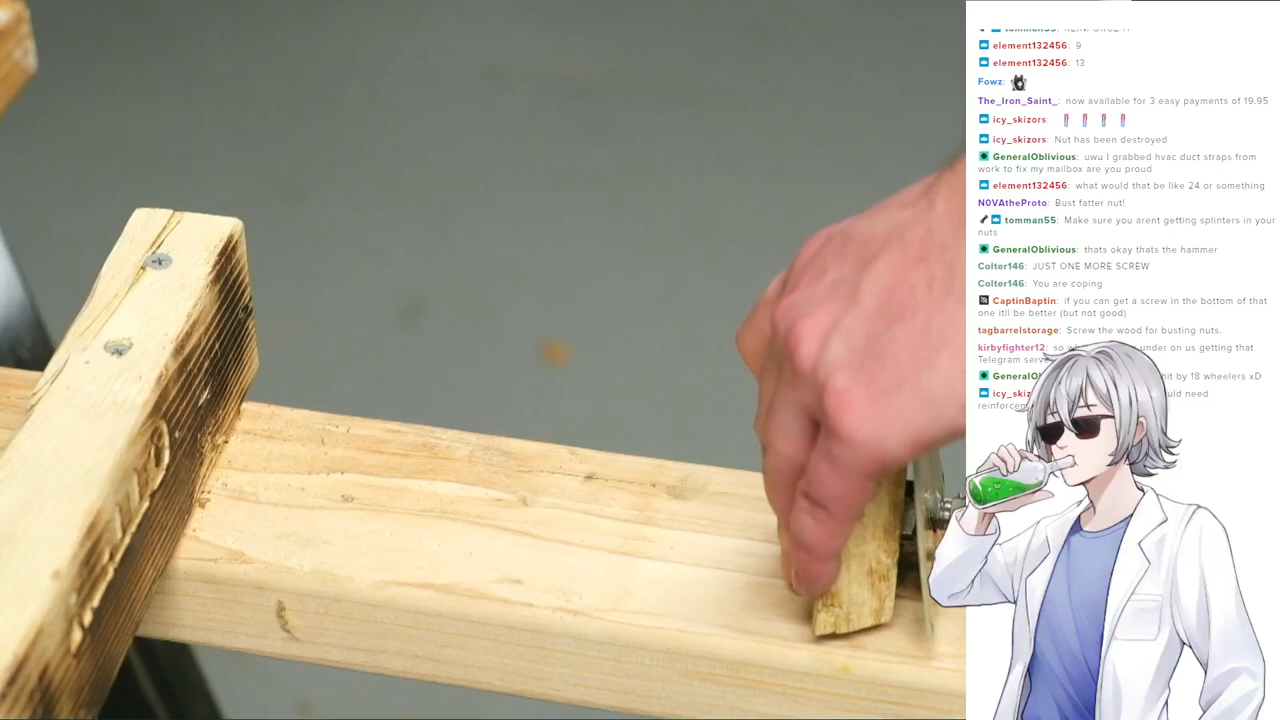 element132456: 9
element132456: 13
Fowz:
The_Iron_Saint_: now available for 3 easy payments of 19.95
icy_skizors:
icy_skizors: Nut has been destroyed
GeneralOblivious: uwu I grabbed hvac duct straps from
work to fix my mailbox are you proud
element132456: what would that be like 24 or something
N0VAtheProto: Bust fatter nut!
tomman55: Make sure you arent getting splinters in your
nuts
GeneralOblivious: thats okay thats the hammer
Colter146: JUST ONE MORE SCREW
Colter146: You are coping
CaptinBaptin: if you can get a screw in the bottom of that
one itll be better (but not good)
tagbarrelstorage: Screw the wood for busting nuts.
kirbyfighter12: so under on us getting that
Telegram
hit by 18 wheelers xD
need